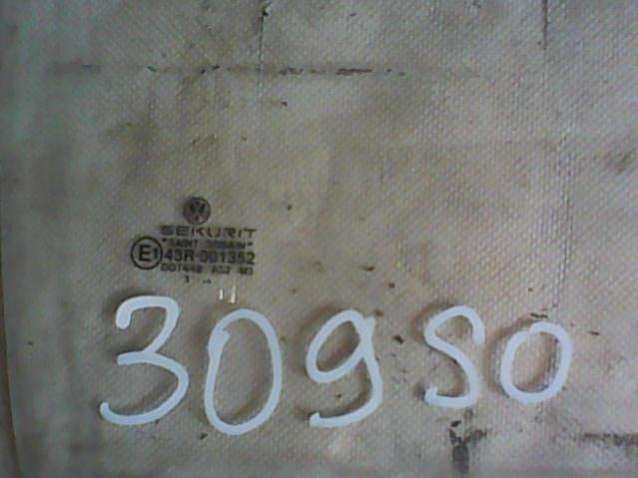 SEKURIT
"SAINT GOBAIN"
E1 43R-001352
30950